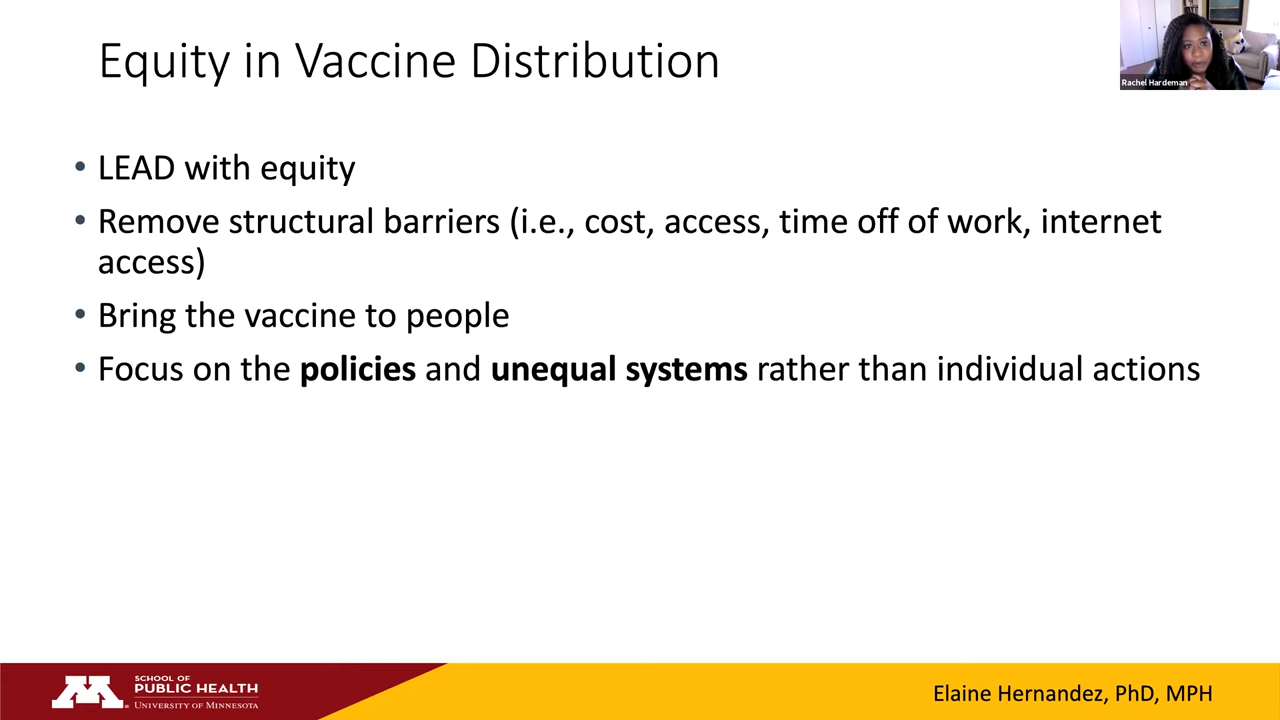 Equity in Vaccine Distribution
Rachel Hardeman
• LEAD with equity
• Remove structural barriers (i.e., cost, access, time off of work, internet
access)
• Bring the vaccine to people
• Focus on the policies and unequal systems rather than individual actions
M
SCHOOL OF
PUBLIC HEALTH
UNIVERSITY OF MINNESOTA
Elaine Hernandez, PhD, MPH